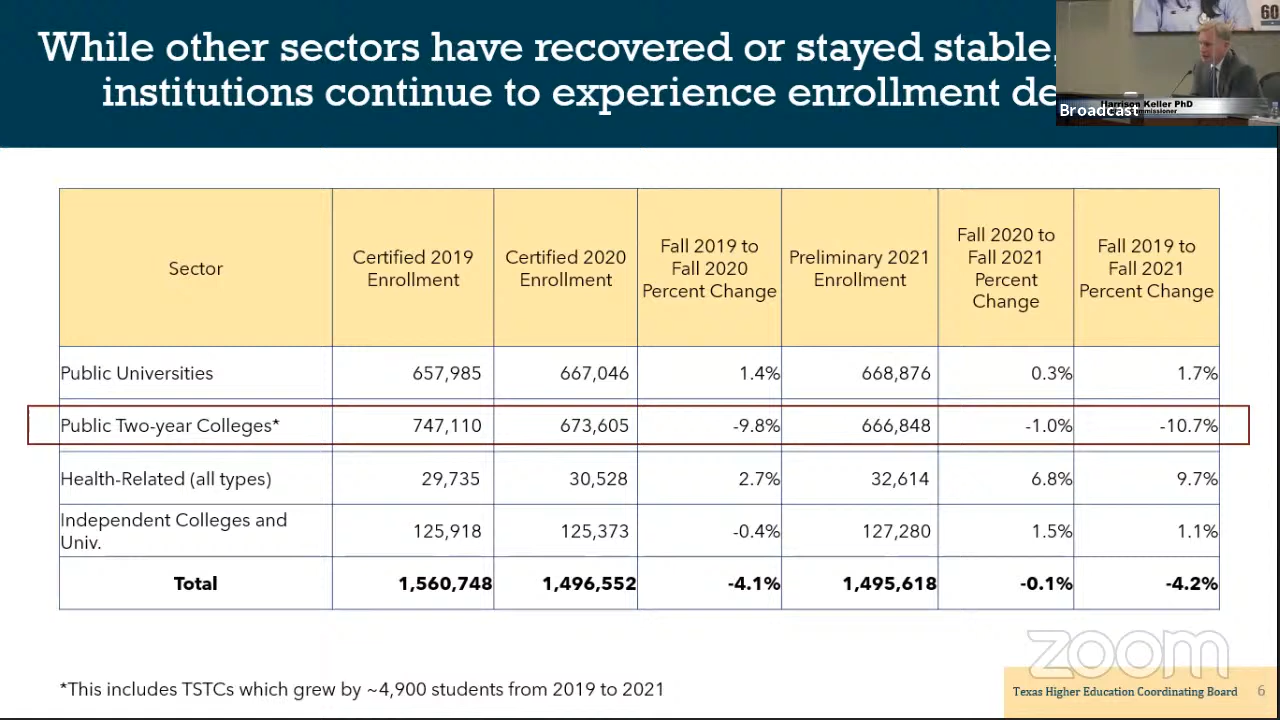 While other sectors have recovered or stayed stable,
institutions continue to experience enrollment de
60
Harrison Keller PhD
Broadcast
Sector
Certified 2019
Enrollment
Certified 2020
Enrollment
Fall 2019 to
Fall 2020
Percent Change
Preliminary 2021
Enrollment
Fall 2020 to
Fall 2021
Percent
Change
Fall 2019 to
Fall 2021
Percent Change
Public Universities 657,985 667,046 1.4% 668,876 0.3% 1.7%
Public Two-year Colleges* 747,110 673,605 -9.8% 666,848 -1.0% -10.7%
Health-Related (all types) 29,735 30,528 2.7% 32,614 6.8% 9.7%
Independent Colleges and
Univ. 125,918 125,373 -0.4% 127,280 1.5% 1.1%
Total 1,560,748 1,496,552 -4.1% 1,495,618 -0.1% -4.2%
zoom
*This includes TSTCs which grew by ~4,900 students from 2019 to 2021
Texas Higher Education Coordinating Board 6